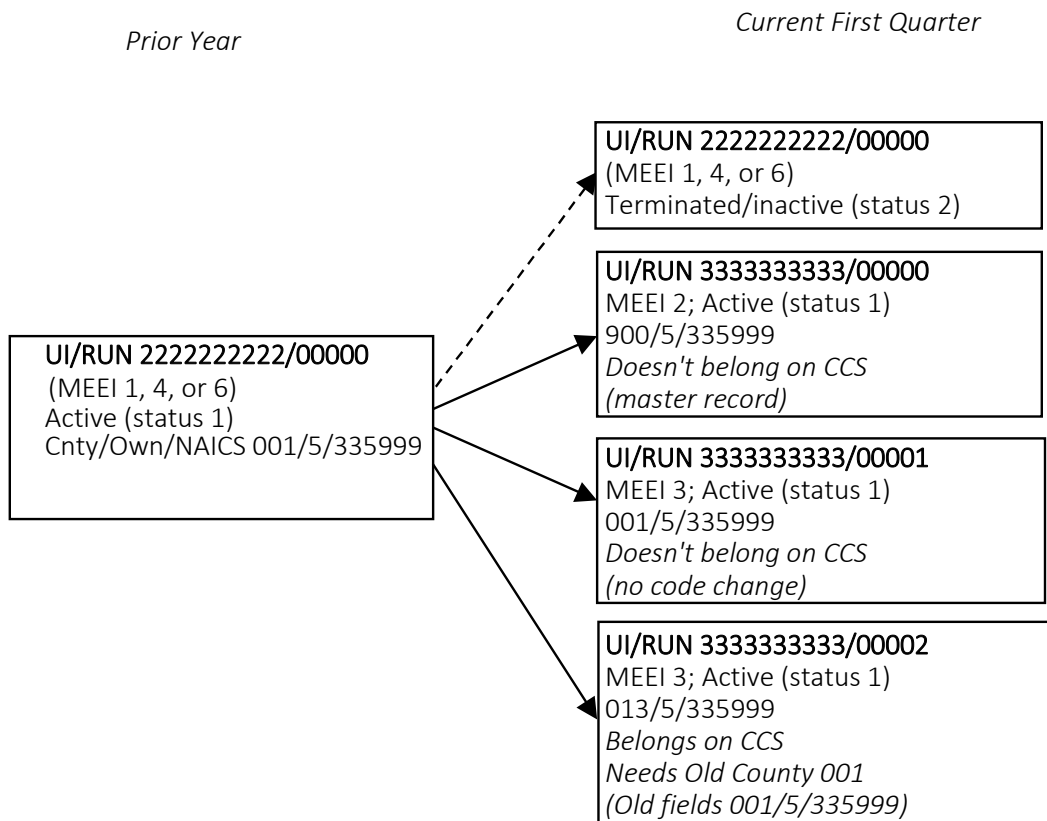 Prior Year
Current First Quarter
UI/RUN 2222222222/00000
(MEEI 1, 4, or 6)
Active (status 1)
Cnty/Own/NAICS 001/5/335999
UI/RUN 2222222222/00000
(MEEI 1, 4, or 6)
Terminated/inactive (status 2)
UI/RUN 3333333333/00000
MEEI 2; Active (status 1)
900/5/335999
Doesn't belong on CCS
(master record)
UI/RUN 3333333333/00001
MEEI 3; Active (status 1)
001/5/335999
Doesn't belong on CCS
(no code change)
UI/RUN 3333333333/00002
MEEI 3; Active (status 1)
013/5/335999
Belongs on CCS
Needs Old County 001
(Old fields 001/5/335999)